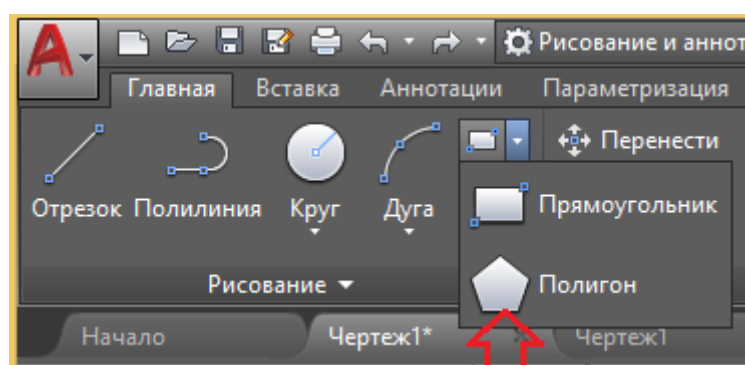 Рисование и аннот
Главная Вставка Аннотации Параметризация
Перенести
Отрезок Полилиния Круг Дуга Прямоугольник
Рисование Полигон
Начало Чертеж1* Чертеж1